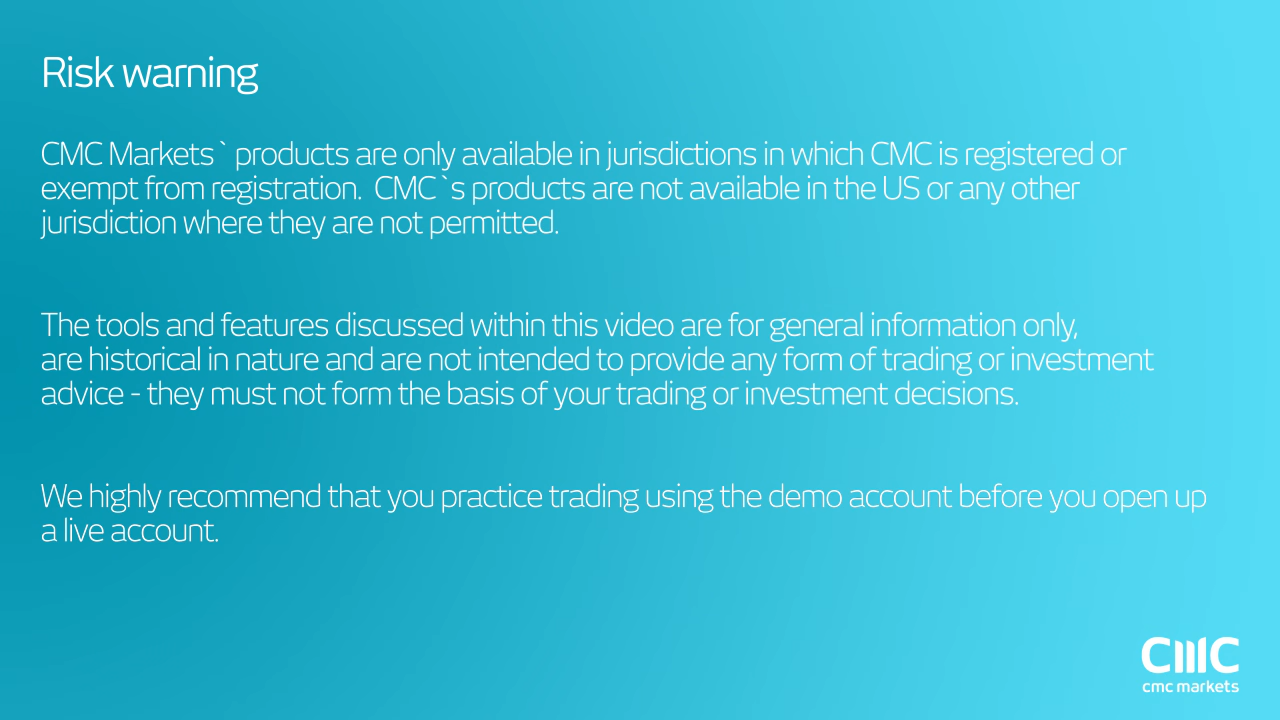 Risk warning
CMC Markets` products are only available in jurisdictions in which CMC is registered or
exempt from registration.  CMC`s products are not available in the US or any other
jurisdiction where they are not permitted.
The tools and features discussed within this video are for general information only,
are historical in nature and are not intended to provide any form of trading or investment
advice - they must not form the basis of your trading or investment decisions.
We highly recommend that you practice trading using the demo account before you open up
a live account.
CMC
cmc markets